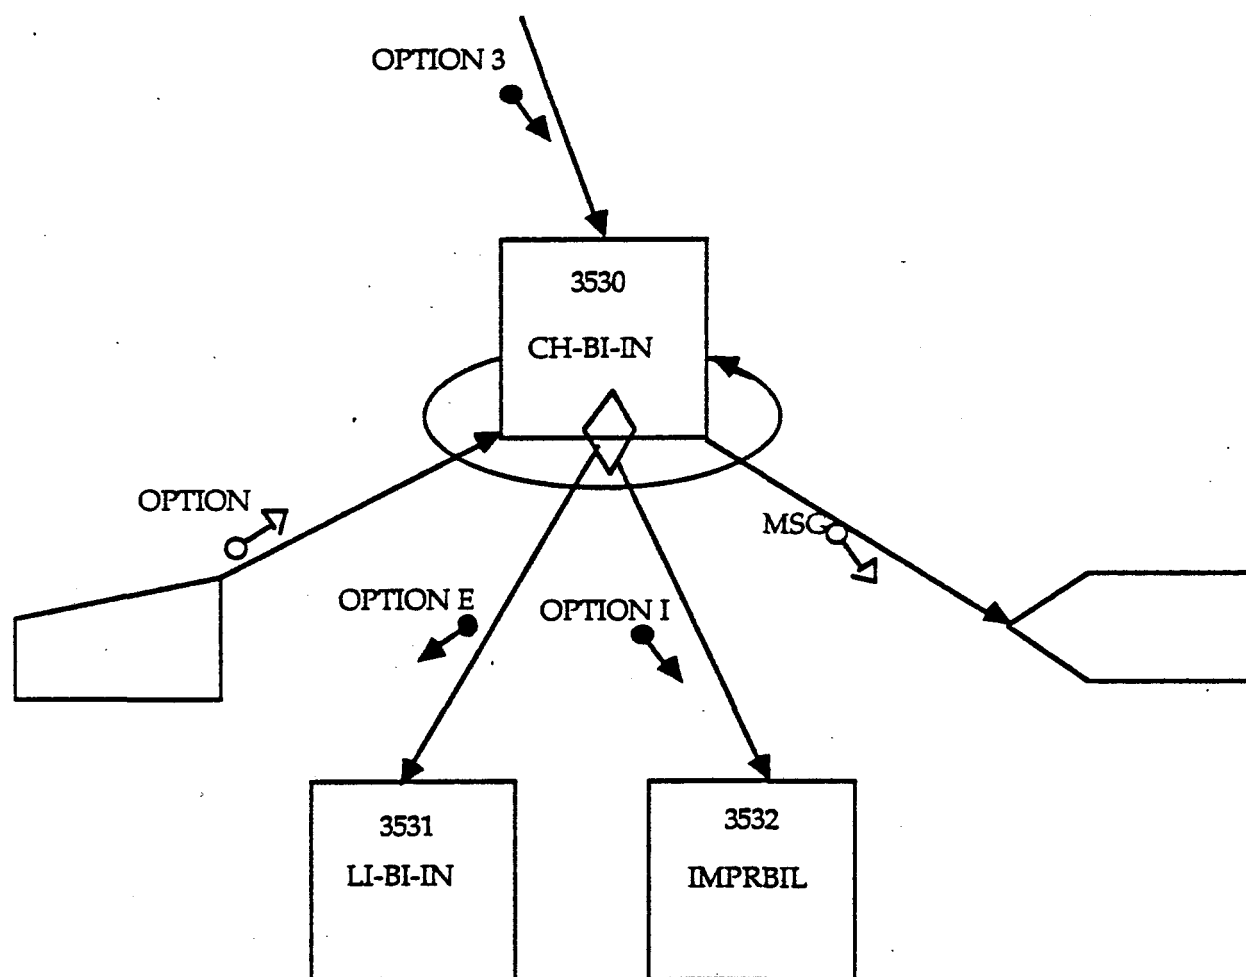 OPTION 3
3530
CH-BI-IN
OPTION
MSG
OPTION E
OPTION I
3531
LI-BI-IN
3532
IMPRBIL